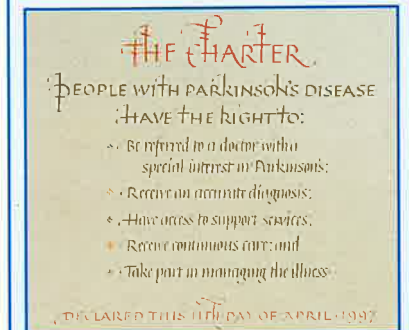 THE CHARTER
PEOPLE WITH PARKINSON'S DISEASE
HAVE THE RIGHT TO:
• Be referred to a doctor with a
special interest in Parkinson's;
• Receive an accurate diagnosis;
• Have access to support services;
• Receive continuous care; and
• Take part in managing the illness
DECLARED THIS 11TH DAY OF APRIL 1997